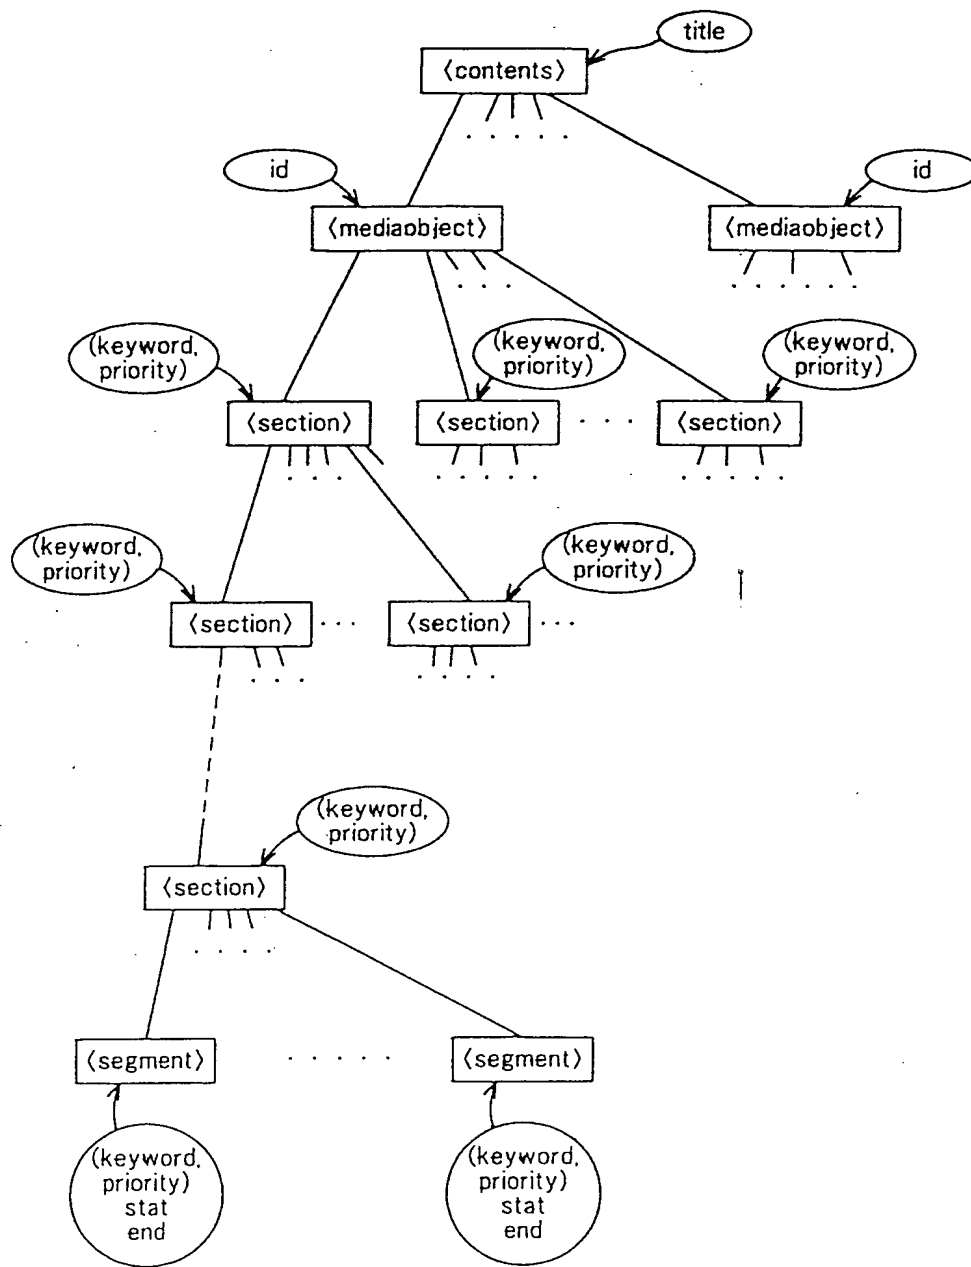 title
⟨contents⟩
id
id
⟨mediaobject⟩
⟨mediaobject⟩
(keyword,
priority)
(keyword,
priority)
(keyword,
priority)
⟨section⟩
⟨section⟩
⟨section⟩
(keyword,
priority)
(keyword,
priority)
⟨section⟩
⟨section⟩
(keyword,
priority)
⟨section⟩
⟨segment⟩
⟨segment⟩
(keyword,
priority)
stat
end
(keyword,
priority)
stat
end